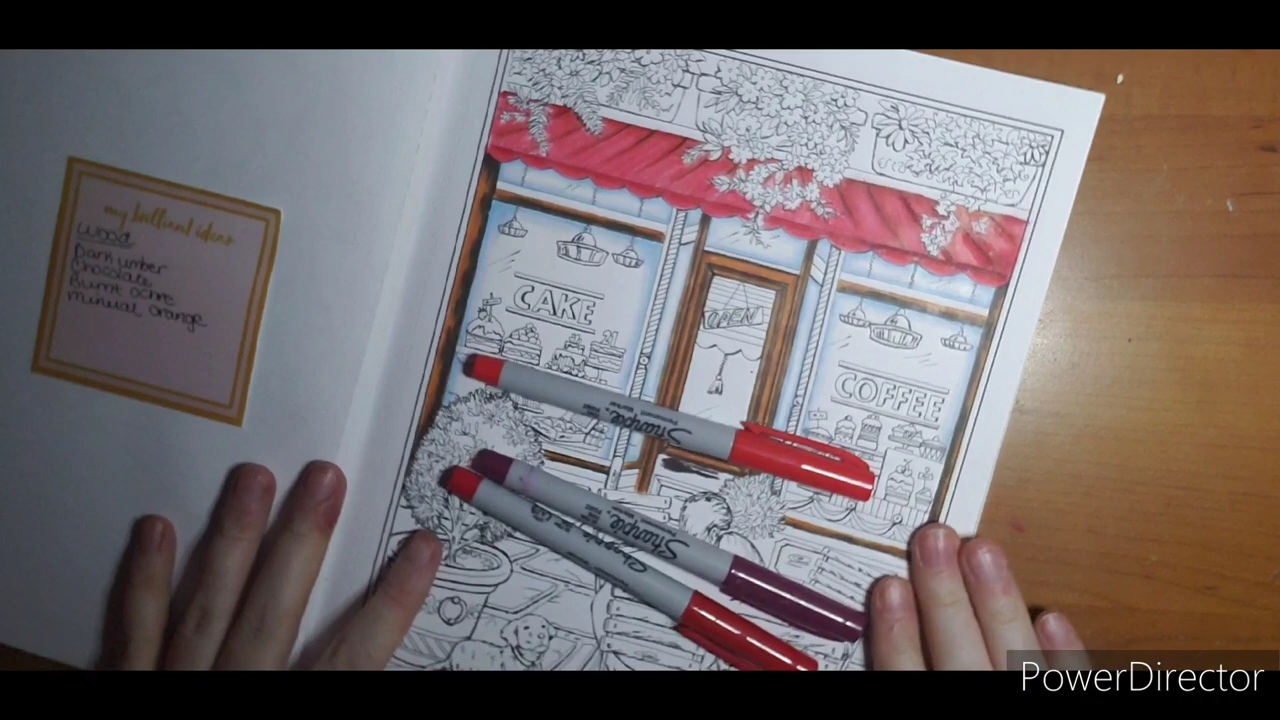 my brilliant ideas
Wood
Dark umber
Chocolate
Burnt Ochre
mineral orange
CAKE
OPEN
COFFEE
Sharpie
Sharpie
Sharpie
PowerDirector